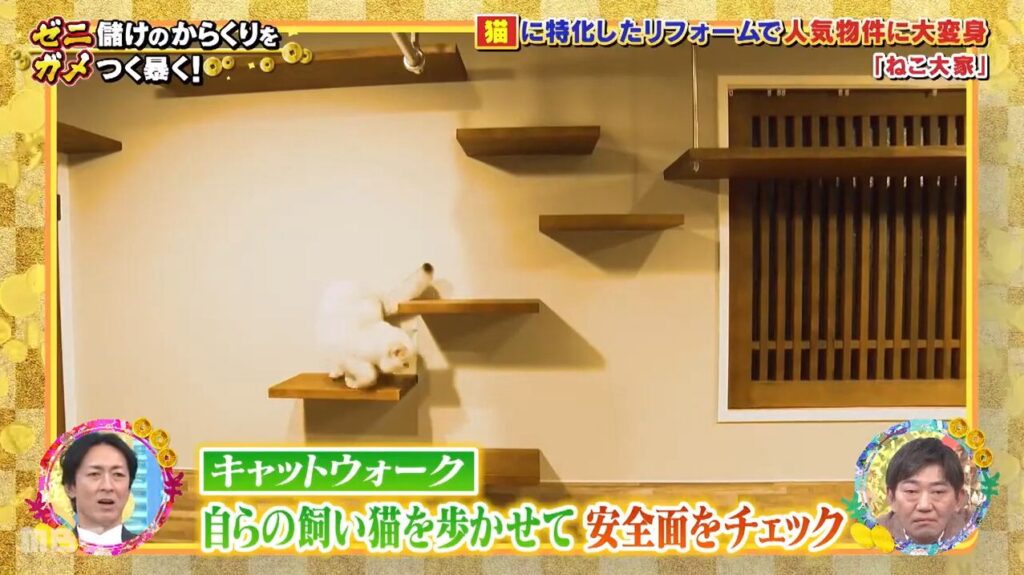 ゼニガメ
儲けのからくりを
つく暴く!
猫に特化したリフォームで人気物件に大変身
「ねこ大家」
キャットウォーク
自らの飼い猫を歩かせて 安全面をチェック